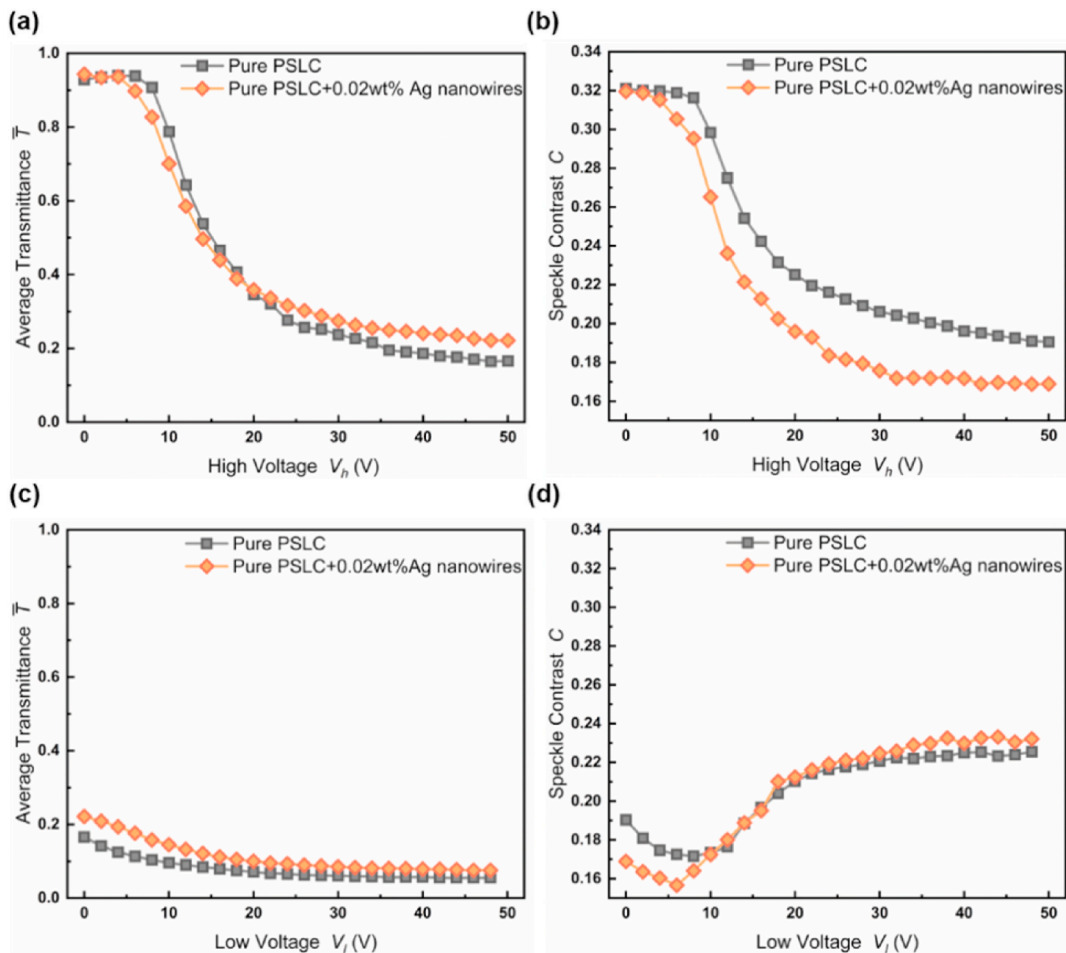 (a)
1.0
0.8
0.6
0.4
0.2
0.0
Average Transmittance T̿
Pure PSLC
Pure PSLC+0.02wt% Ag nanowires
0 10 20 30 40 50
High Voltage V_h (V)
(b)
0.34
0.32
0.30
0.28
0.26
0.24
0.22
0.20
0.18
0.16
Speckle Contrast C
Pure PSLC
Pure PSLC+0.02wt%Ag nanowires
0 10 20 30 40 50
High Voltage V_h (V)
(c)
1.0
0.8
0.6
0.4
0.2
0.0
Average Transmittance T̿
Pure PSLC
Pure PSLC+0.02wt%Ag nanowires
0 10 20 30 40 50
Low Voltage V_l (V)
(d)
0.34
0.32
0.30
0.28
0.26
0.24
0.22
0.20
0.18
0.16
Speckle Contrast C
Pure PSLC
Pure PSLC+0.02wt%Ag nanowires
0 10 20 30 40 50
Low Voltage V_l (V)